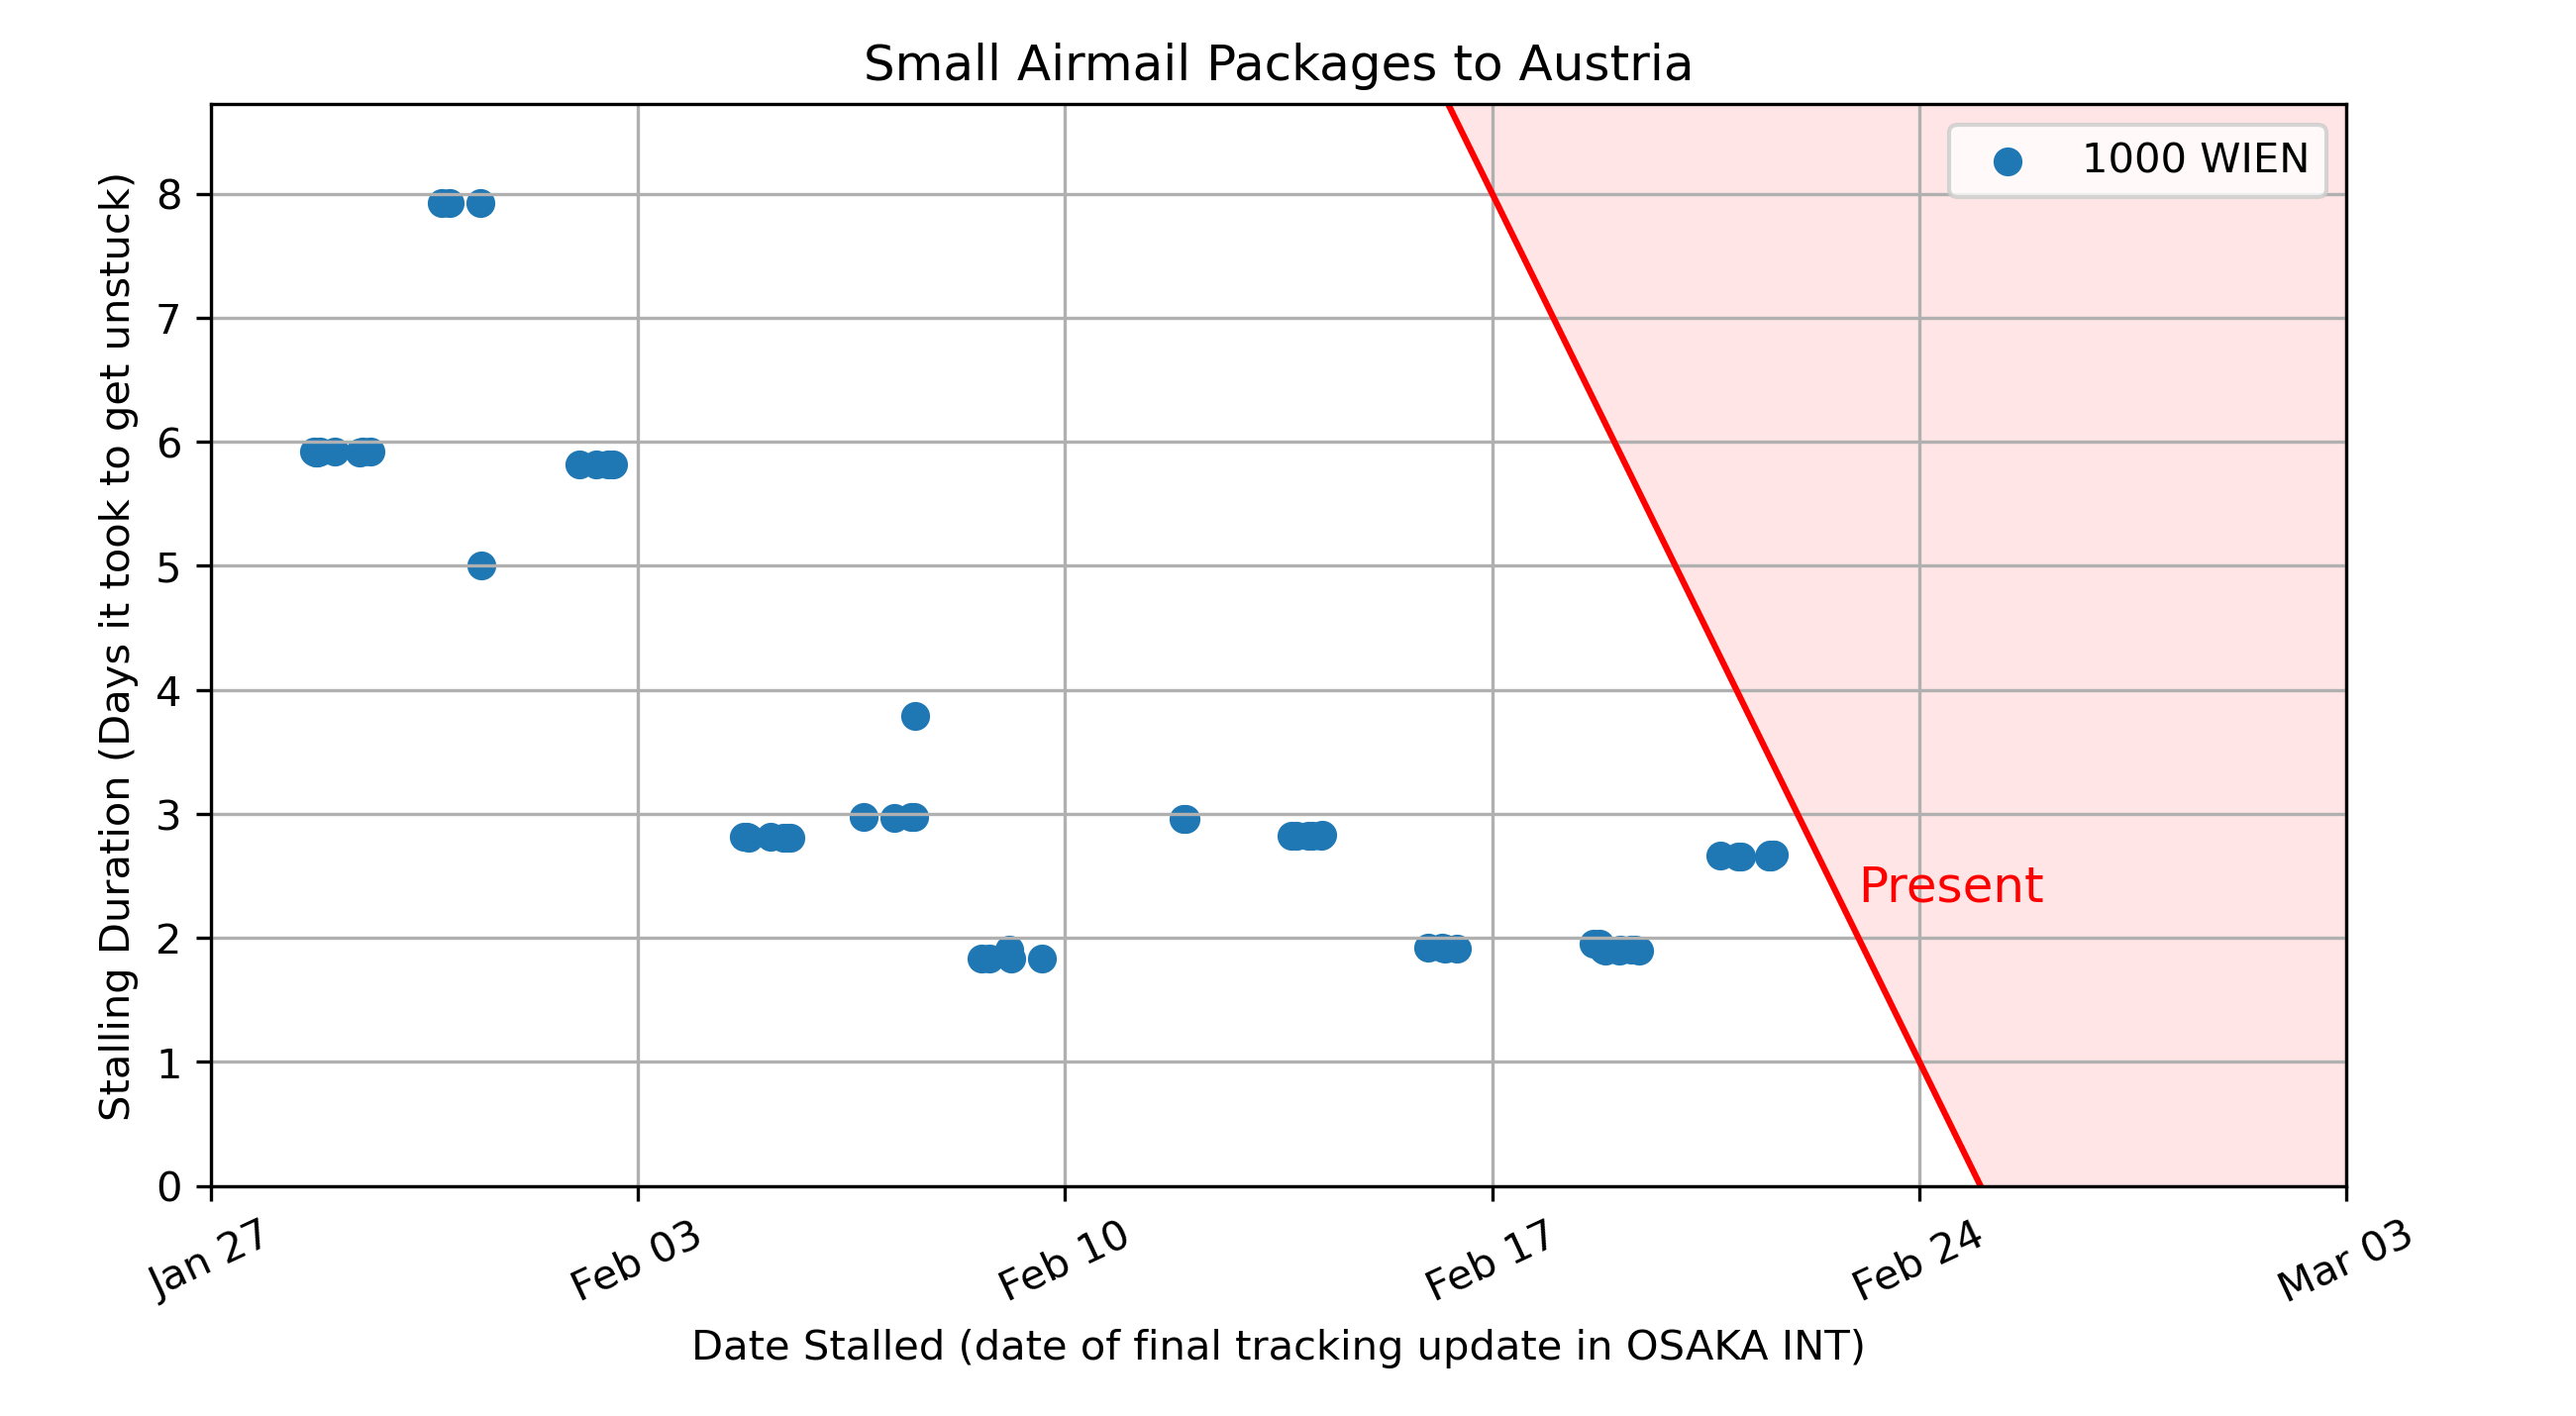 Small Airmail Packages to Austria
1000 WIEN
Stalling Duration (Days it took to get unstuck)
8
7
6
5
4
3
2
1
0
Present
Jan 27
Feb 03
Feb 10
Feb 17
Feb 24
Mar 03
Date Stalled (date of final tracking update in OSAKA INT)